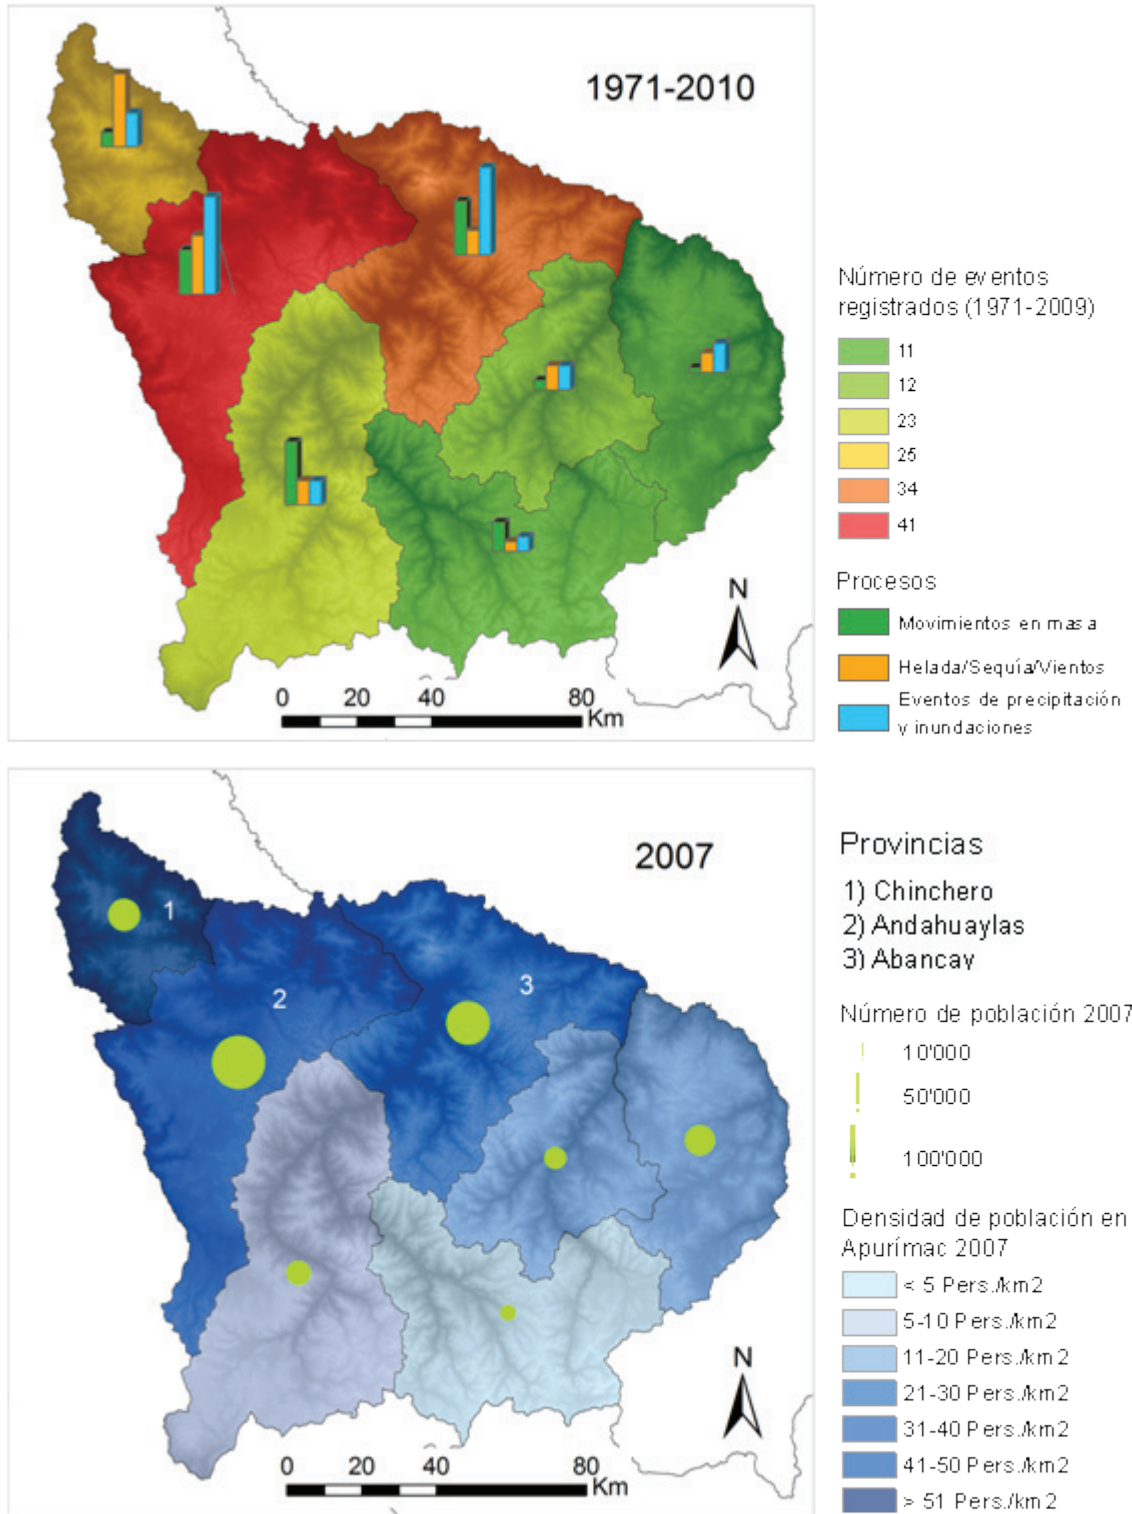 1971-2010
Número de eventos
registrados (1971-2009)
11
12
23
25
34
41
Procesos
Movimientos en masa
Helada/Sequía/Vientos
Eventos de precipitación
y inundaciones
N
0 20 40 80
Km
2007
1
2
3
Provincias
1) Chinchero
2) Andahuaylas
3) Abancay
Número de población 2007
10'000
50'000
100'000
Densidad de población en
Apurímac 2007
< 5 Pers./km2
5-10 Pers./km2
11-20 Pers./km2
21-30 Pers./km2
31-40 Pers./km2
41-50 Pers./km2
> 51 Pers./km2
N
0 20 40 80
Km